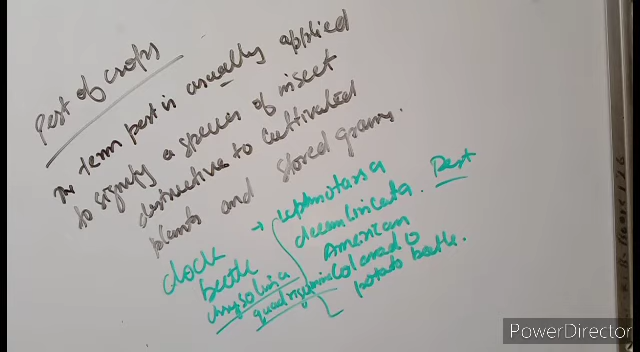 Pest of crops
The term pest is usually applied
to signify a species of insect
destructive to cultivated
plants and stored grains.
→ leptinotarsa
decemlineata. Pest
American
Colarado
potato beetle.
clock
beetle
chrysolina
PowerDirector